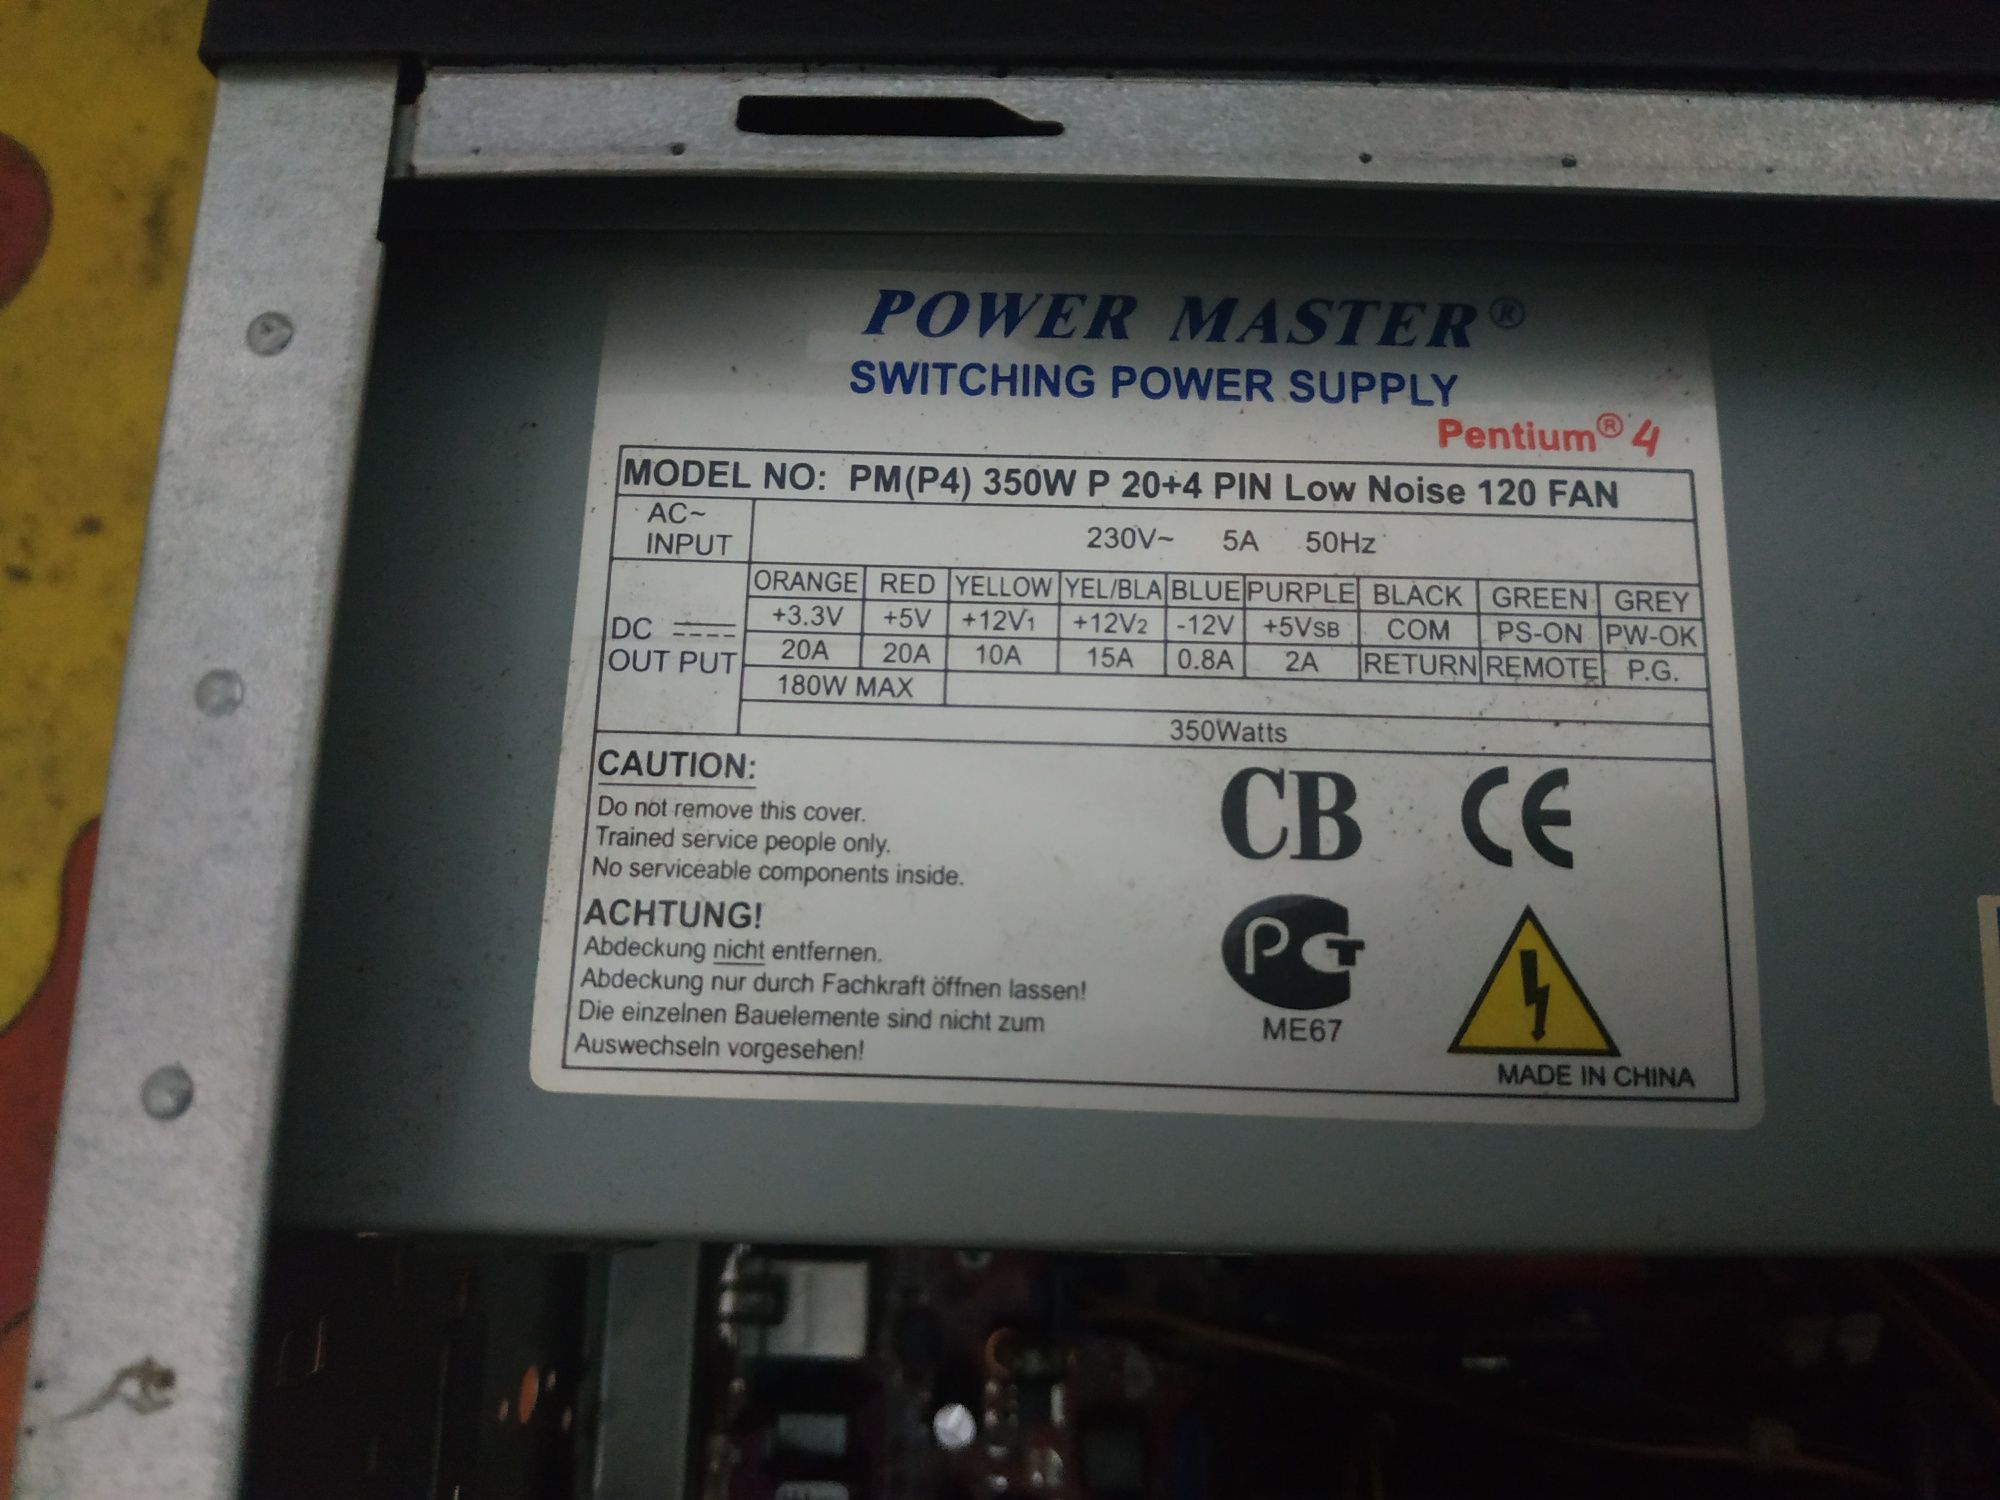 POWER MASTER®
SWITCHING POWER SUPPLY
Pentium® 4
MODEL NO: PM(P4) 350W P 20+4 PIN Low Noise 120 FAN
AC~ INPUT 230V~ 5A 50Hz
ORANGE RED YELLOW YEL/BLA BLUE PURPLE BLACK GREEN GREY
+3.3V +5V +12V1 +12V2 -12V +5VSB COM PS-ON PW-OK
DC OUT PUT 20A 20A 10A 15A 0.8A 2A RETURN REMOTE P.G.
180W MAX
350Watts
CAUTION:
Do not remove this cover.
Trained service people only.
No serviceable components inside.
ACHTUNG!
Abdeckung nicht entfernen.
Abdeckung nur durch Fachkraft öffnen lassen!
Die einzelnen Bauelemente sind nicht zum
Auswechseln vorgesehen!
CB CE
PCT
ME67
MADE IN CHINA